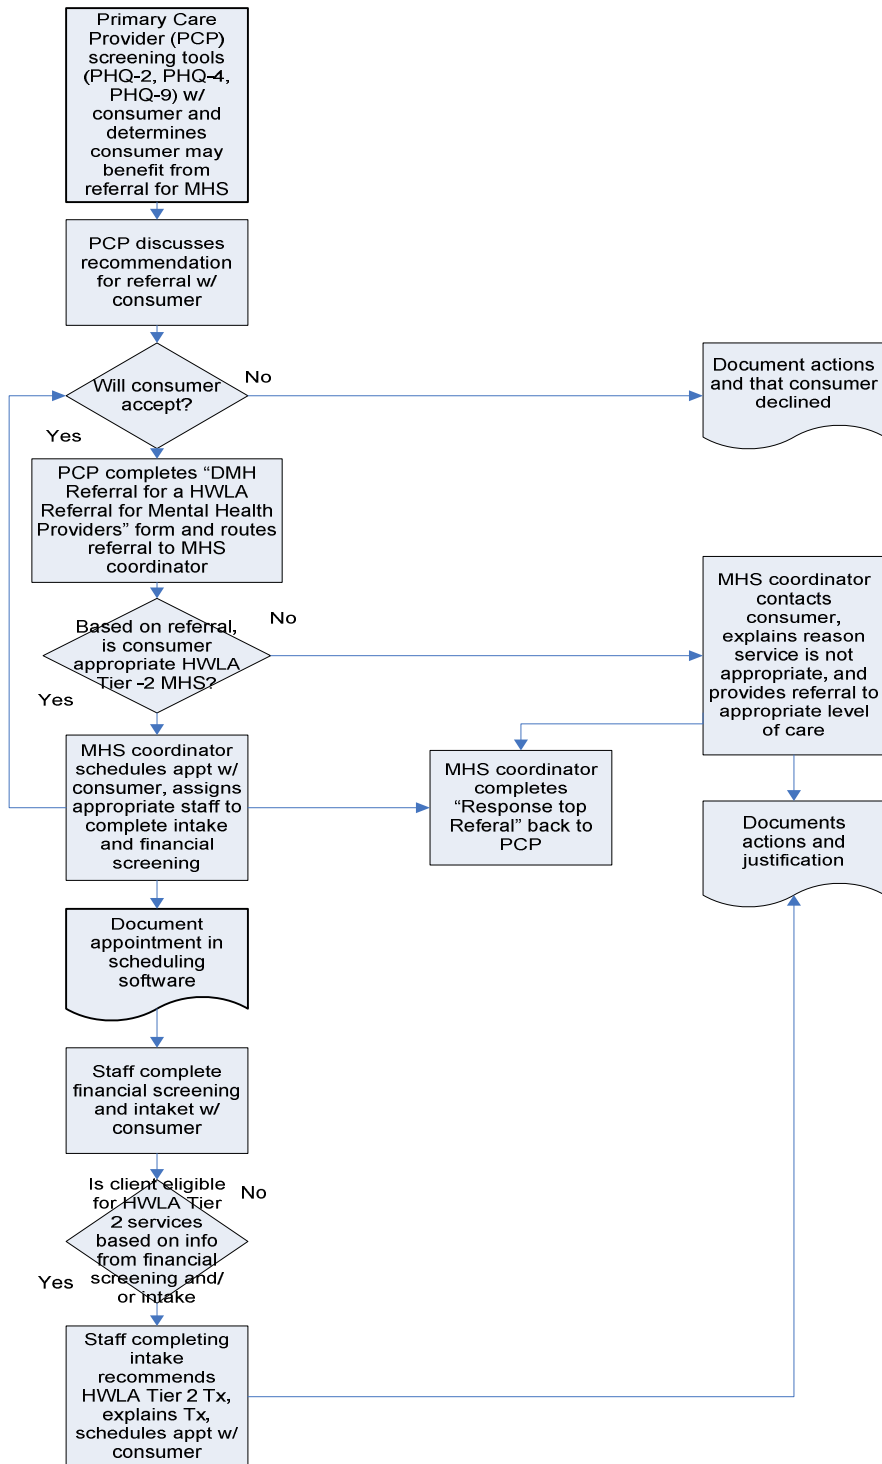 Primary Care
Provider (PCP)
screening tools
(PHQ-2, PHQ-4,
PHQ-9) w/
consumer and
determines
consumer may
benefit from
referral for MHS
PCP discusses
recommendation
for referral w/
consumer
Will consumer
accept?
No
Yes
Document actions
and that consumer
declined
PCP completes “DMH
Referral for a HWLA
Referral for Mental Health
Providers” form and routes
referral to MHS
coordinator
Based on referral,
is consumer
appropriate HWLA
Tier -2 MHS?
No
Yes
MHS coordinator
contacts
consumer,
explains reason
service is not
appropriate, and
provides referral to
appropriate level
of care
MHS coordinator
schedules appt w/
consumer, assigns
appropriate staff to
complete intake
and financial
screening
MHS coordinator
completes
“Response top
Referal” back to
PCP
Documents
actions and
justification
Document
appointment in
scheduling
software
Staff complete
financial screening
and intaket w/
consumer
Is client eligible
for HWLA Tier
2 services
based on info
from financial
screening and/
or intake
No
Yes
Staff completing
intake
recommends
HWLA Tier 2 Tx,
explains Tx,
schedules appt w/
consumer